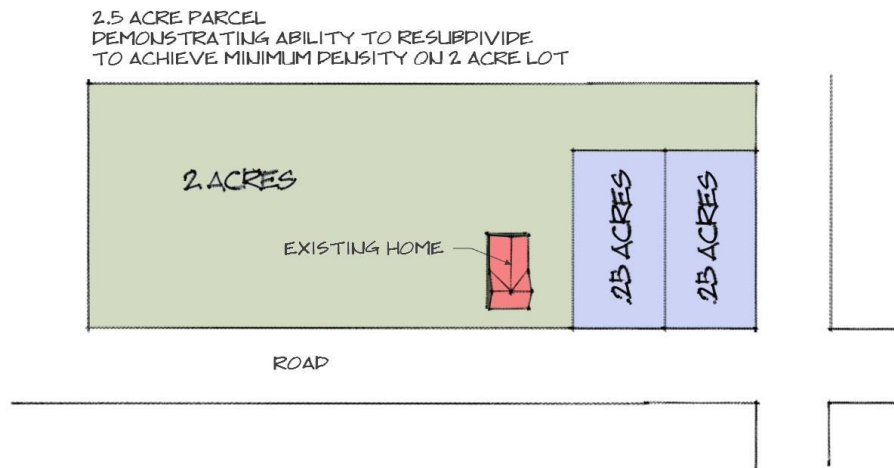 2.5 ACRE PARCEL
DEMONSTRATING ABILITY TO RESUBDIVIDE
TO ACHIEVE MINIMUM DENSITY ON 2 ACRE LOT
2 ACRES
.25 ACRES
.25 ACRES
EXISTING HOME
ROAD